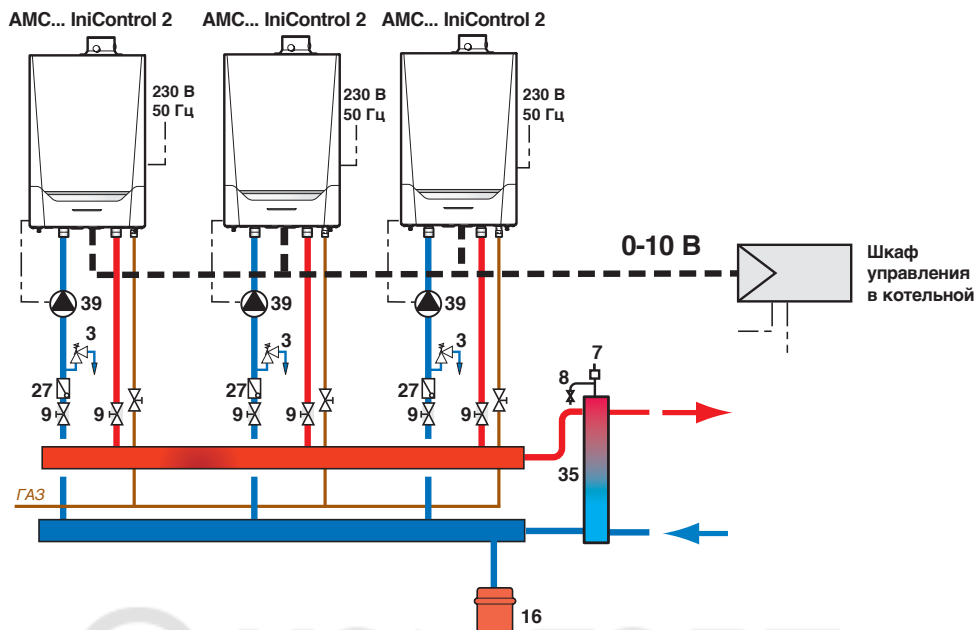 AMC... IniControl 2
AMC... IniControl 2
AMC... IniControl 2
230 В
50 Гц
230 В
50 Гц
230 В
50 Гц
0-10 В
Шкаф
управления
в котельной
39
39
39
3
3
3
7
8
27
27
27
9
9
9
9
9
9
35
ГАЗ
16